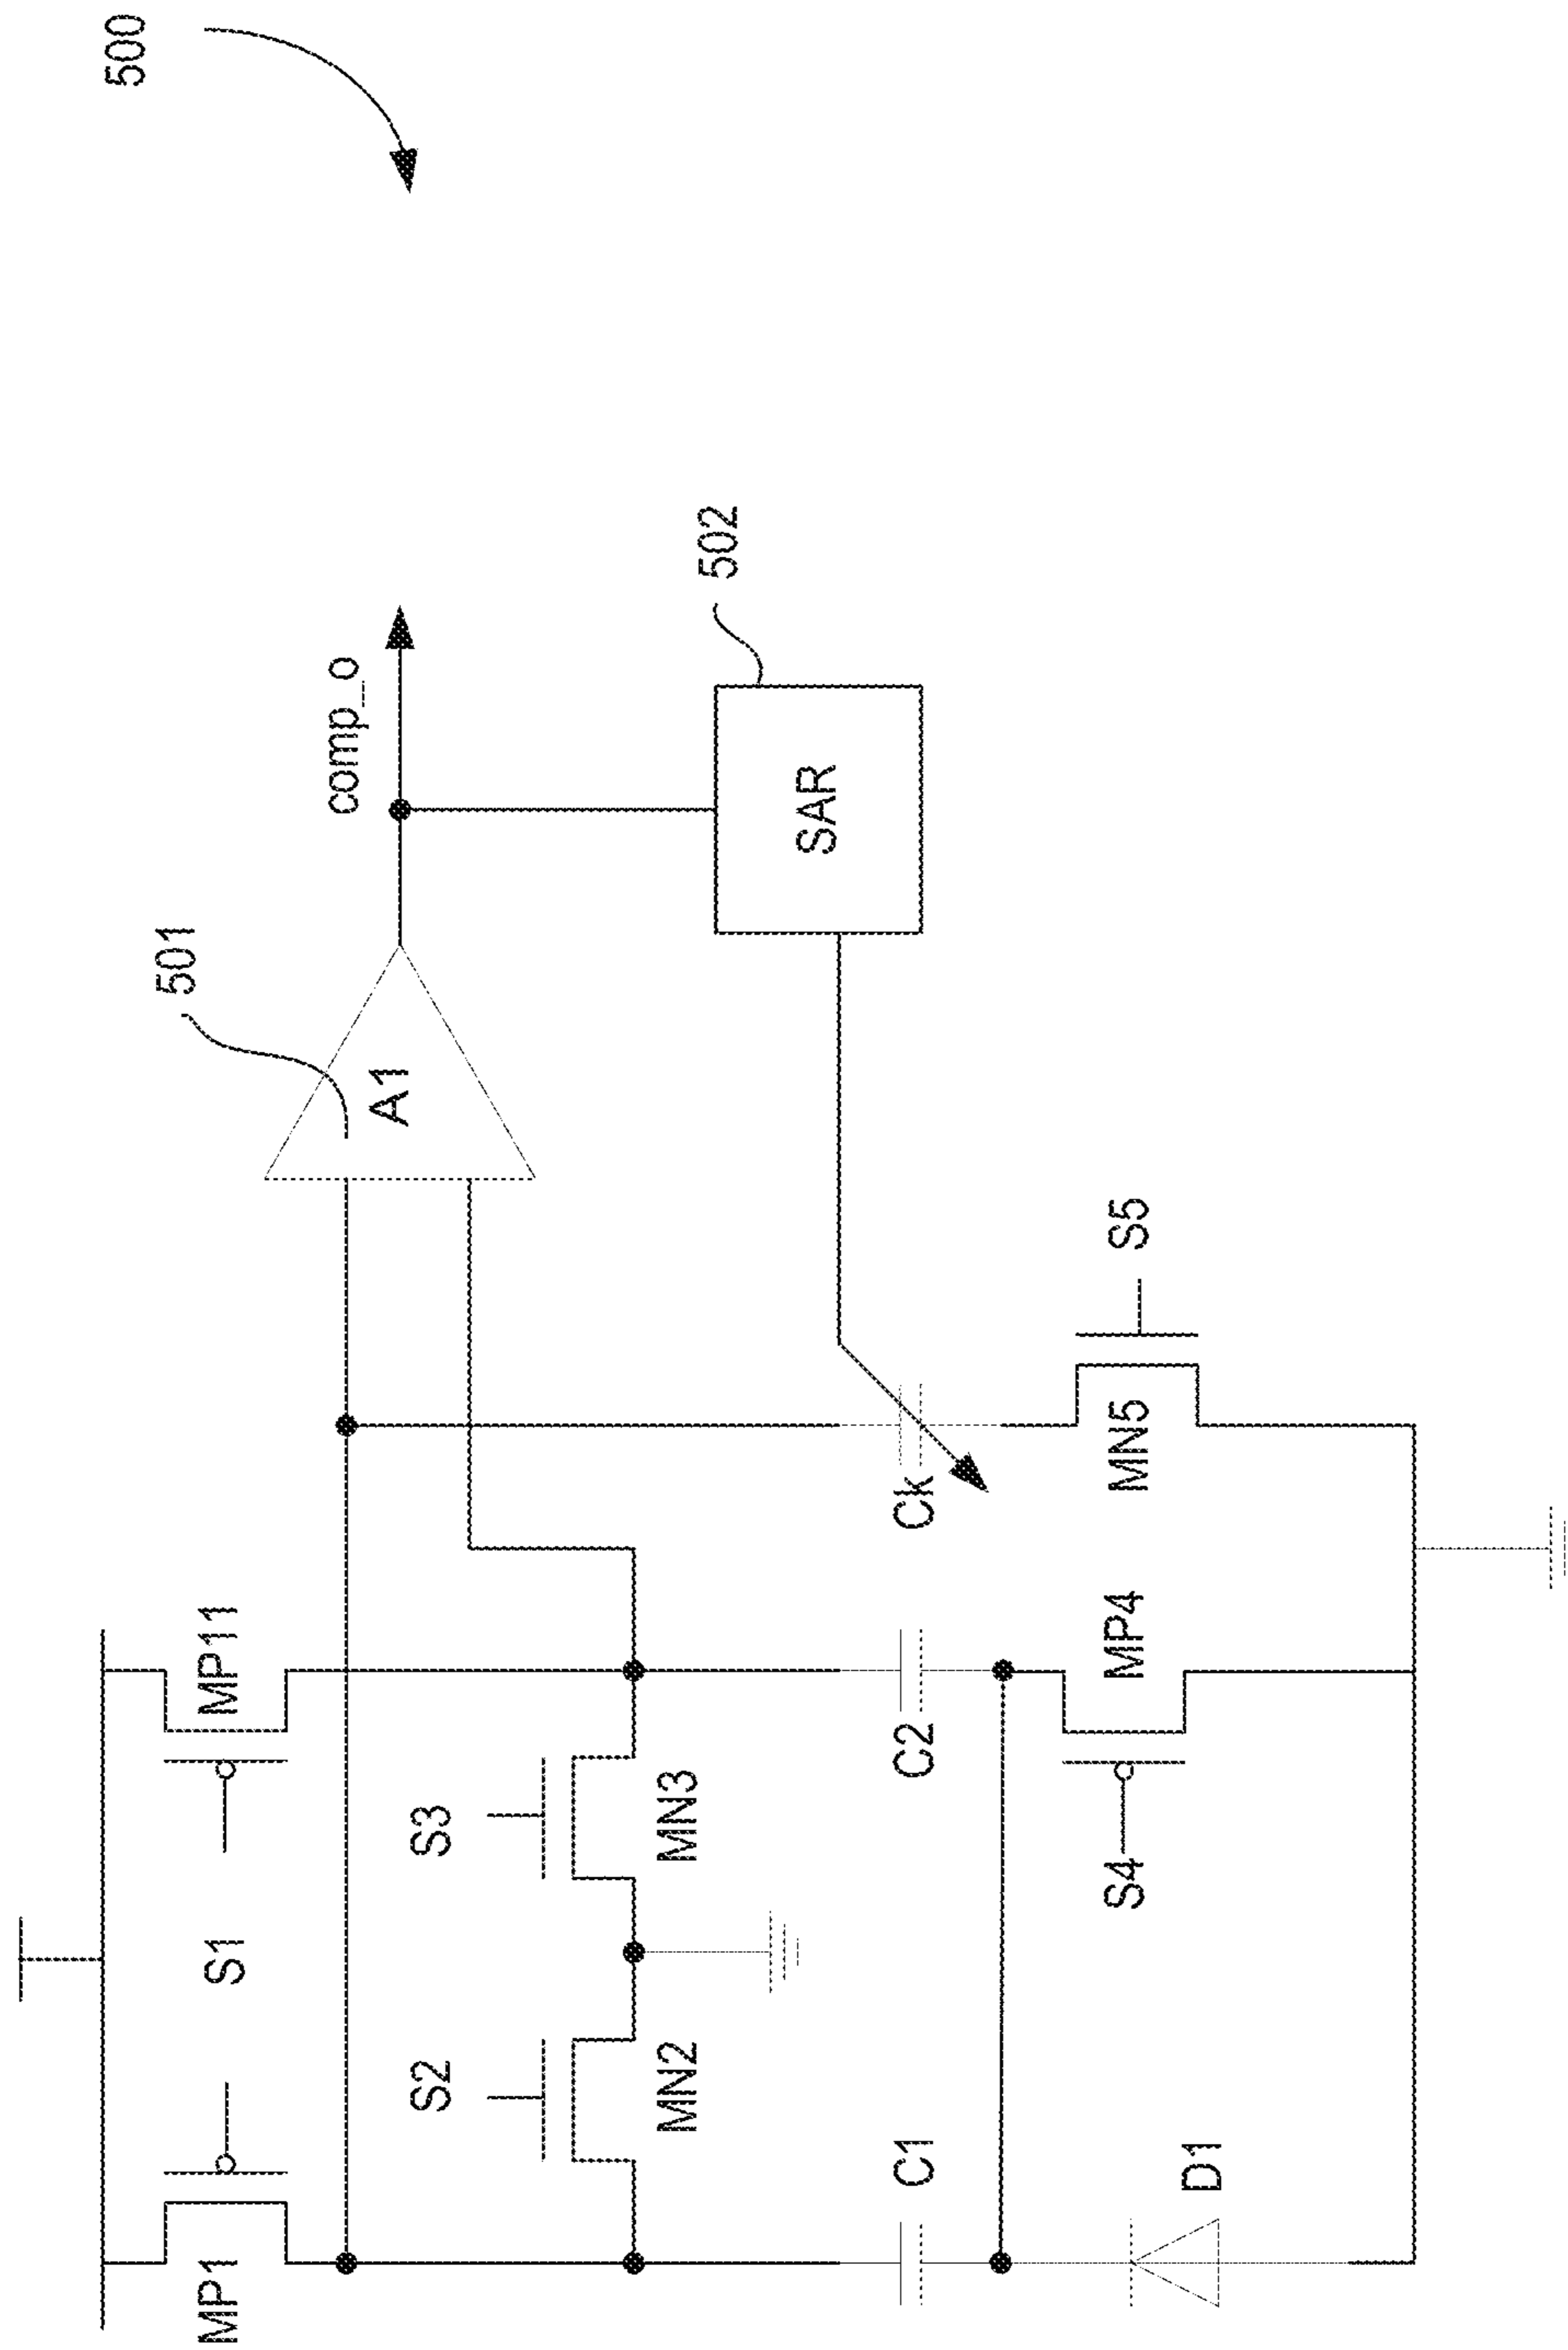 500
MP1
S1
MP11
501
A1
comp_o
S2
S3
MN2
MN3
502
SAR
C1
C2
Ck
D1
S4
MP4
MN5
S5